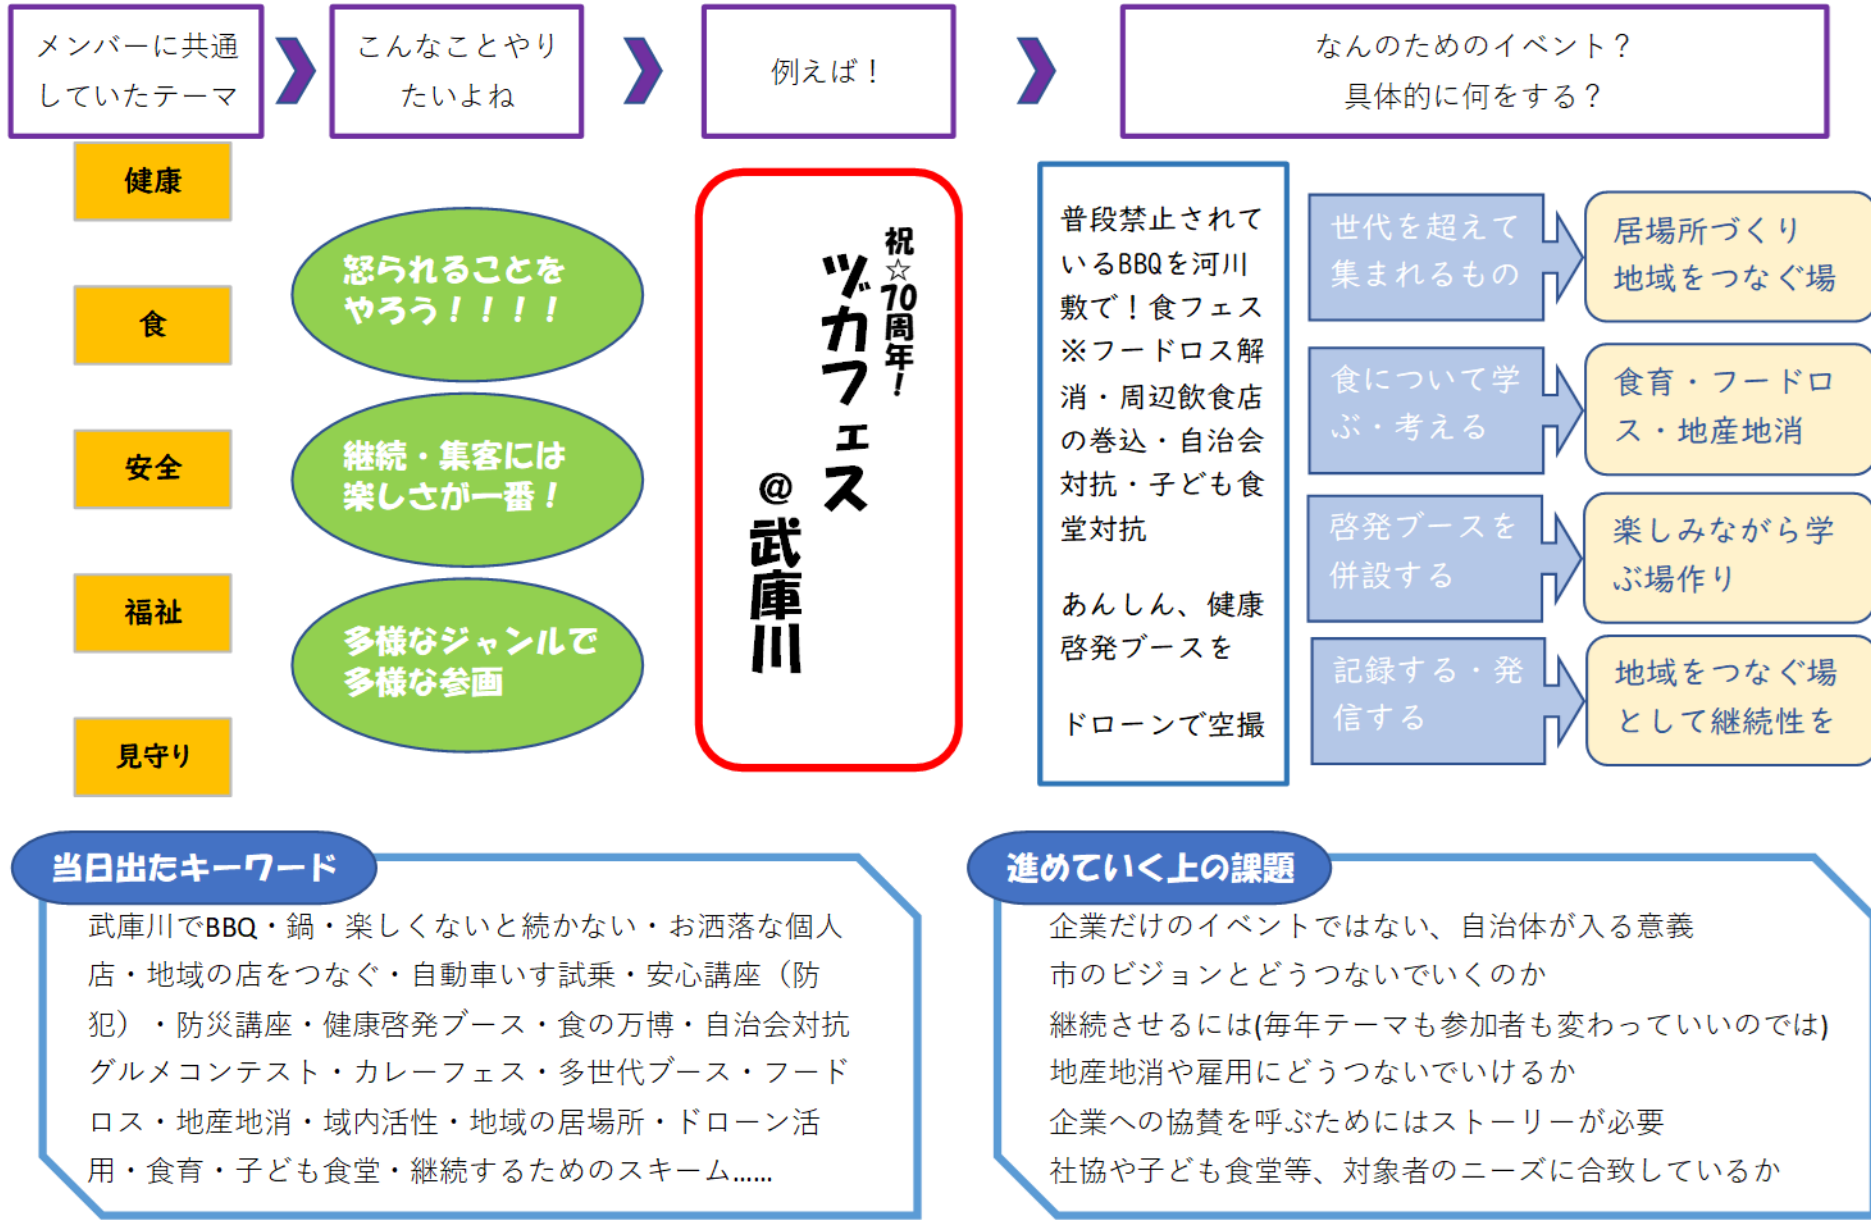 メンバーに共通
していたテーマ
こんなことやり
たいよね
例えば！
なんのためのイベント？
具体的に何をする？
健康
食
安全
福祉
見守り
怒られることを
やろう！！！！
継続・集客には
楽しさが一番！
多様なジャンルで
多様な参画
祝☆70周年！
ヅカフェス
＠武庫川
普段禁止されて
いるBBQを河川
敷で！食フェス
※フードロス解
消・周辺飲食店
の巻込・自治会
対抗・子ども食
堂対抗
あんしん、健康
啓発ブースを
ドローンで空撮
世代を超えて
集まれるもの
居場所づくり
地域をつなぐ場
食について学
ぶ・考える
食育・フードロ
ス・地産地消
啓発ブースを
併設する
楽しみながら学
ぶ場作り
記録する・発
信する
地域をつなぐ場
として継続性を
当日出たキーワード
武庫川でBBQ・鍋・楽しくないと続かない・お洒落な個人
店・地域の店をつなぐ・自動車いす試乗・安心講座（防
犯）・防災講座・健康啓発ブース・食の万博・自治会対抗
グルメコンテスト・カレーフェス・多世代ブース・フード
ロス・地産地消・域内活性・地域の居場所・ドローン活
用・食育・子ども食堂・継続するためのスキーム......
進めていく上の課題
企業だけのイベントではない、自治体が入る意義
市のビジョンとどうつないでいくのか
継続させるには(毎年テーマも参加者も変わっていいのでは)
地産地消や雇用にどうつないでいけるか
企業への協賛を呼ぶためにはストーリーが必要
社協や子ども食堂等、対象者のニーズに合致しているか